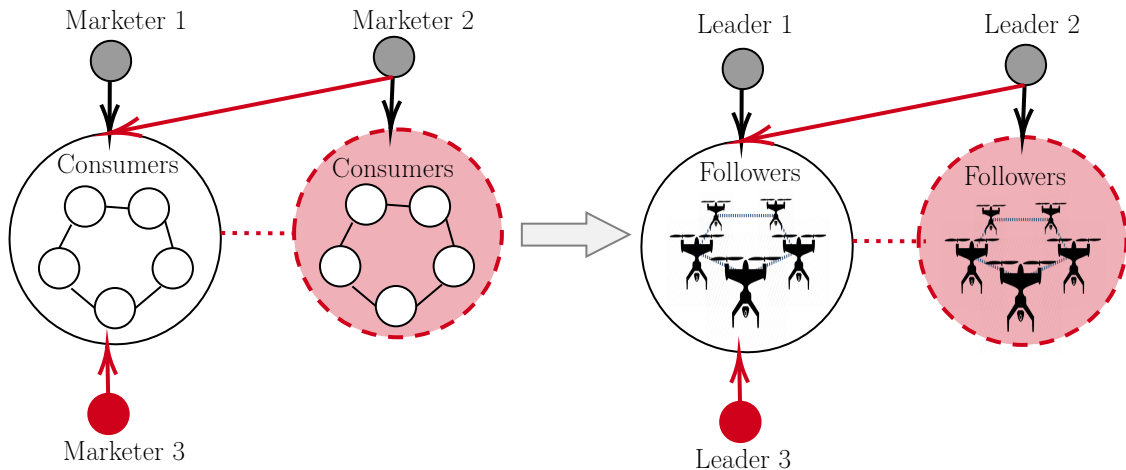 Marketer 1
Marketer 2
Consumers
Consumers
Marketer 3
Leader 1
Leader 2
Followers
Followers
Leader 3